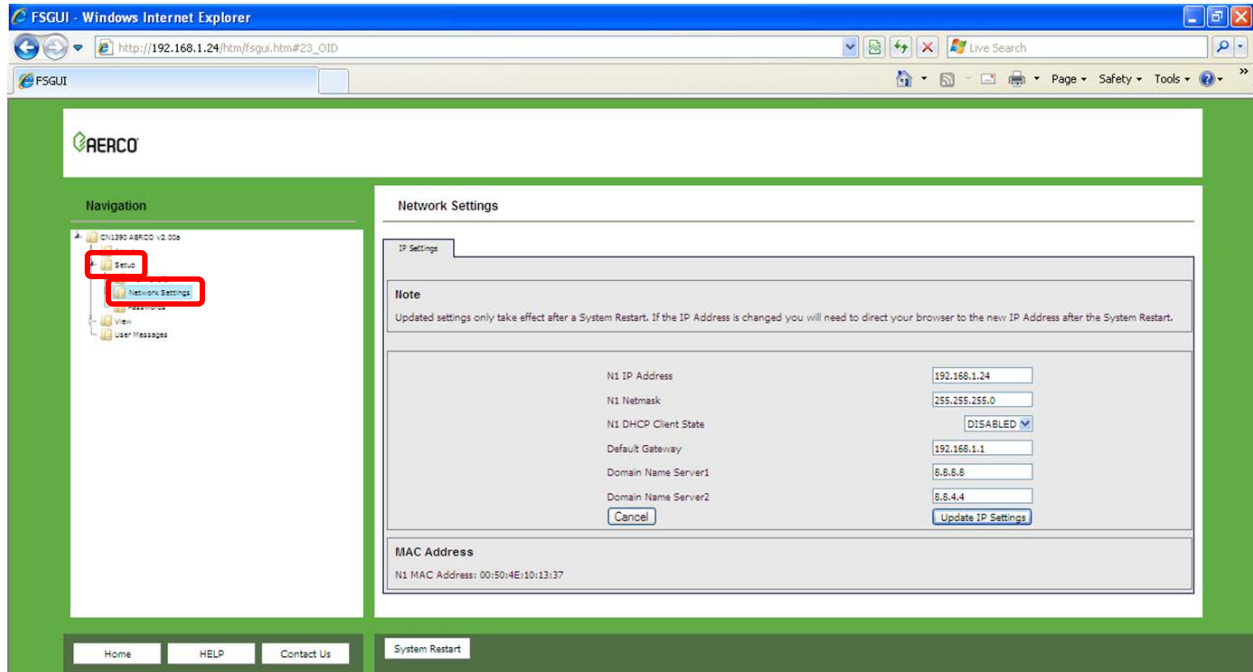 FSGUI - Windows Internet Explorer
http://192.168.1.24/htm/fsgui.htm#23_OID
Live Search
FSGUI
Page Safety Tools
AERCO
Navigation
CN1390 AERCO v2.00a
Setup
Network Settings
View
User Messages
Network Settings
IP Settings
Note
Updated settings only take effect after a System Restart. If the IP Address is changed you will need to direct your browser to the new IP Address after the System Restart.
N1 IP Address 192.168.1.24
N1 Netmask 255.255.255.0
N1 DHCP Client State DISABLED
Default Gateway 192.168.1.1
Domain Name Server1 8.8.8.8
Domain Name Server2 8.8.4.4
Cancel Update IP Settings
MAC Address
N1 MAC Address: 00:50:4E:10:13:37
Home HELP Contact Us System Restart